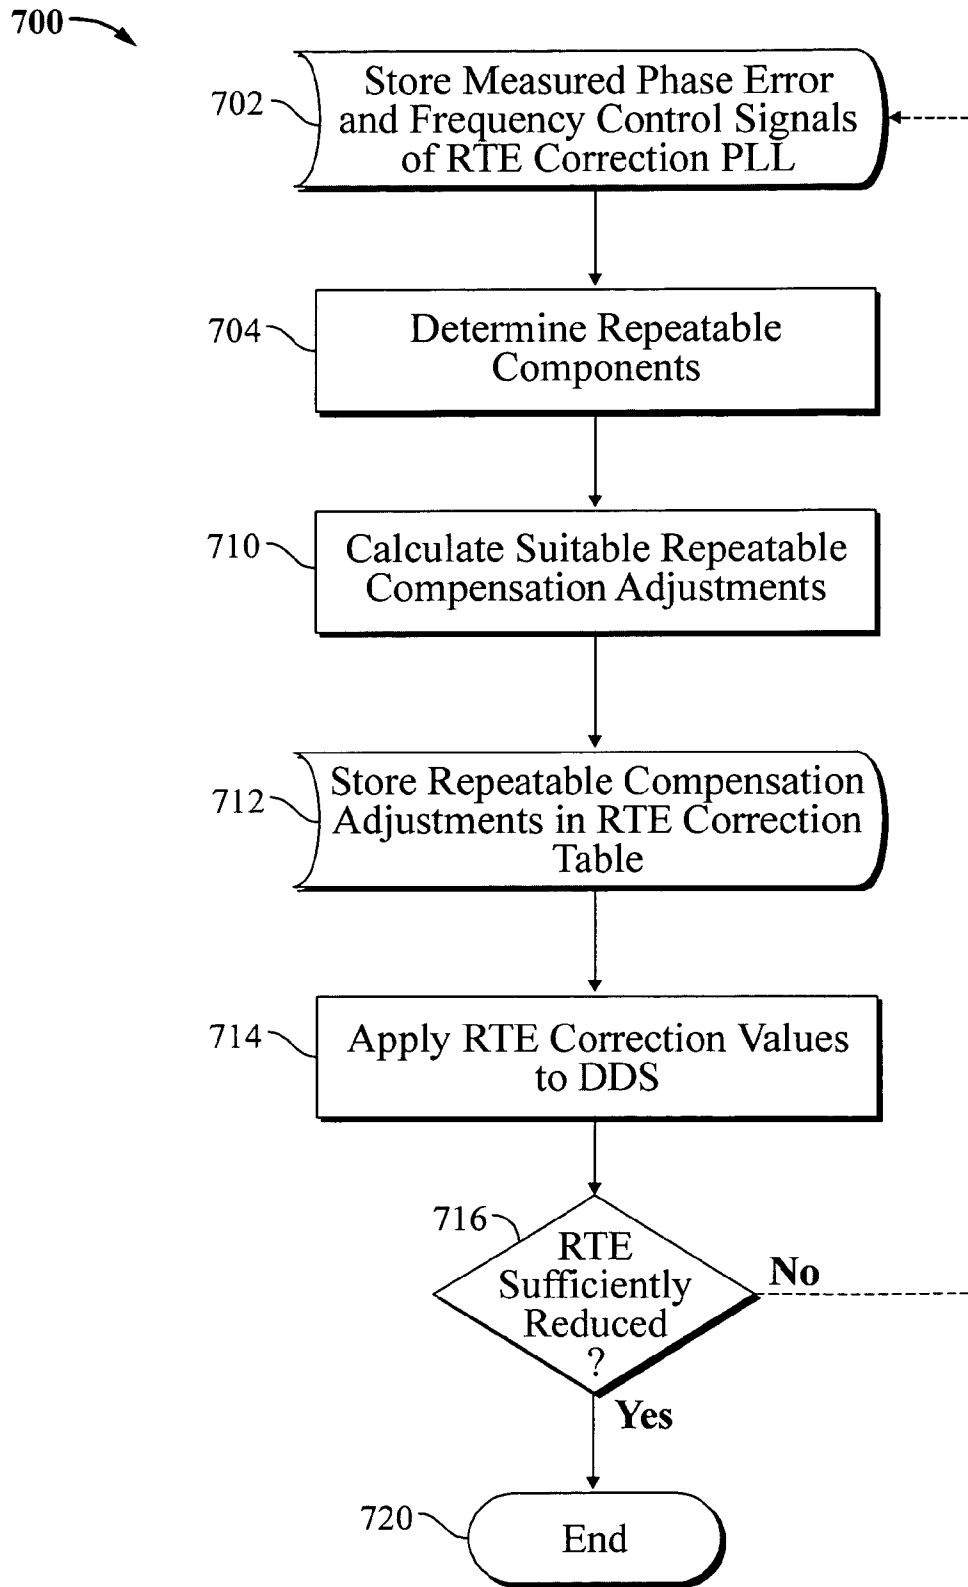 700
702
Store Measured Phase Error
and Frequency Control Signals
of RTE Correction PLL
704
Determine Repeatable
Components
710
Calculate Suitable Repeatable
Compensation Adjustments
712
Store Repeatable Compensation
Adjustments in RTE Correction
Table
714
Apply RTE Correction Values
to DDS
716
RTE
Sufficiently
Reduced
?
No
Yes
720
End